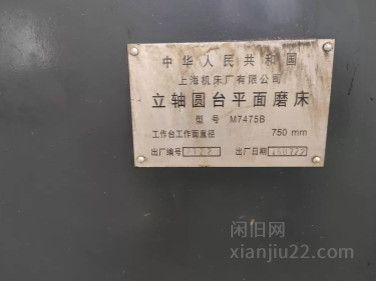 中华人民共和国
上海机床厂有限公司
立轴圆台平面磨床
型号 M7475B
工作台工作面直径 750 mm
出厂编号 出厂日期
闲旧网
xianjiu22.com